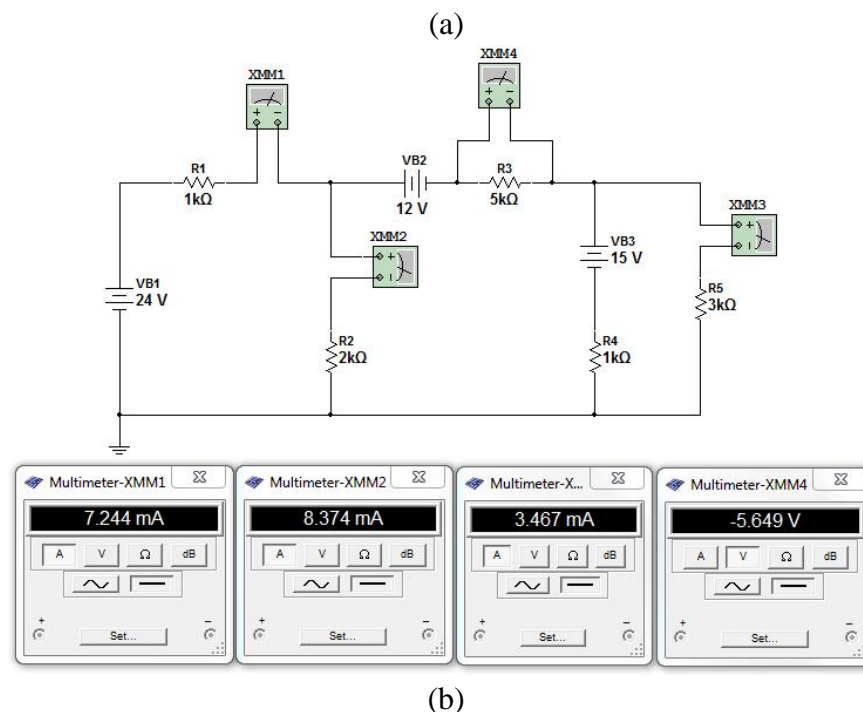 (a)
XMM1
XMM4
R1
1kΩ
VB2
12 V
R3
5kΩ
XMM2
XMM3
VB3
15 V
VB1
24 V
R5
3kΩ
R2
2kΩ
R4
1kΩ
Multimeter-XMM1
7.244 mA
A V Ω dB
+ −
Set...
Multimeter-XMM2
8.374 mA
A V Ω dB
+ −
Set...
Multimeter-X...
3.467 mA
A V Ω dB
+ −
Set...
Multimeter-XMM4
-5.649 V
A V Ω dB
+ −
Set...
(b)